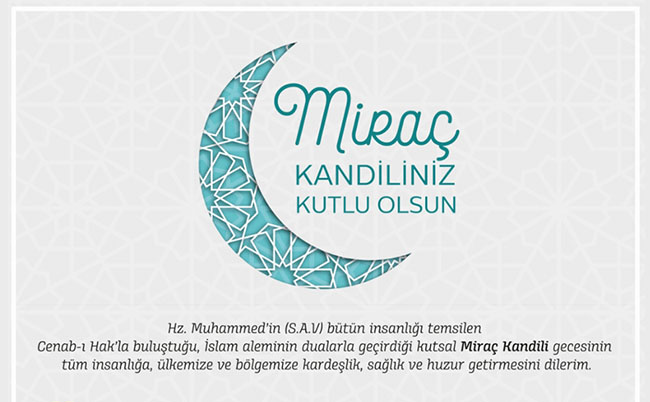 Miraç
KANDİLİNİZ
KUTLU OLSUN
Hz. Muhammed'in (S.A.V) bütün insanlığı temsilen
Cenab-ı Hak'la buluştuğu, İslam aleminin dualarla geçirdiği kutsal Miraç Kandili gecesinin
tüm insanlığa, ülkemize ve bölgemize kardeşlik, sağlık ve huzur getirmesini dilerim.